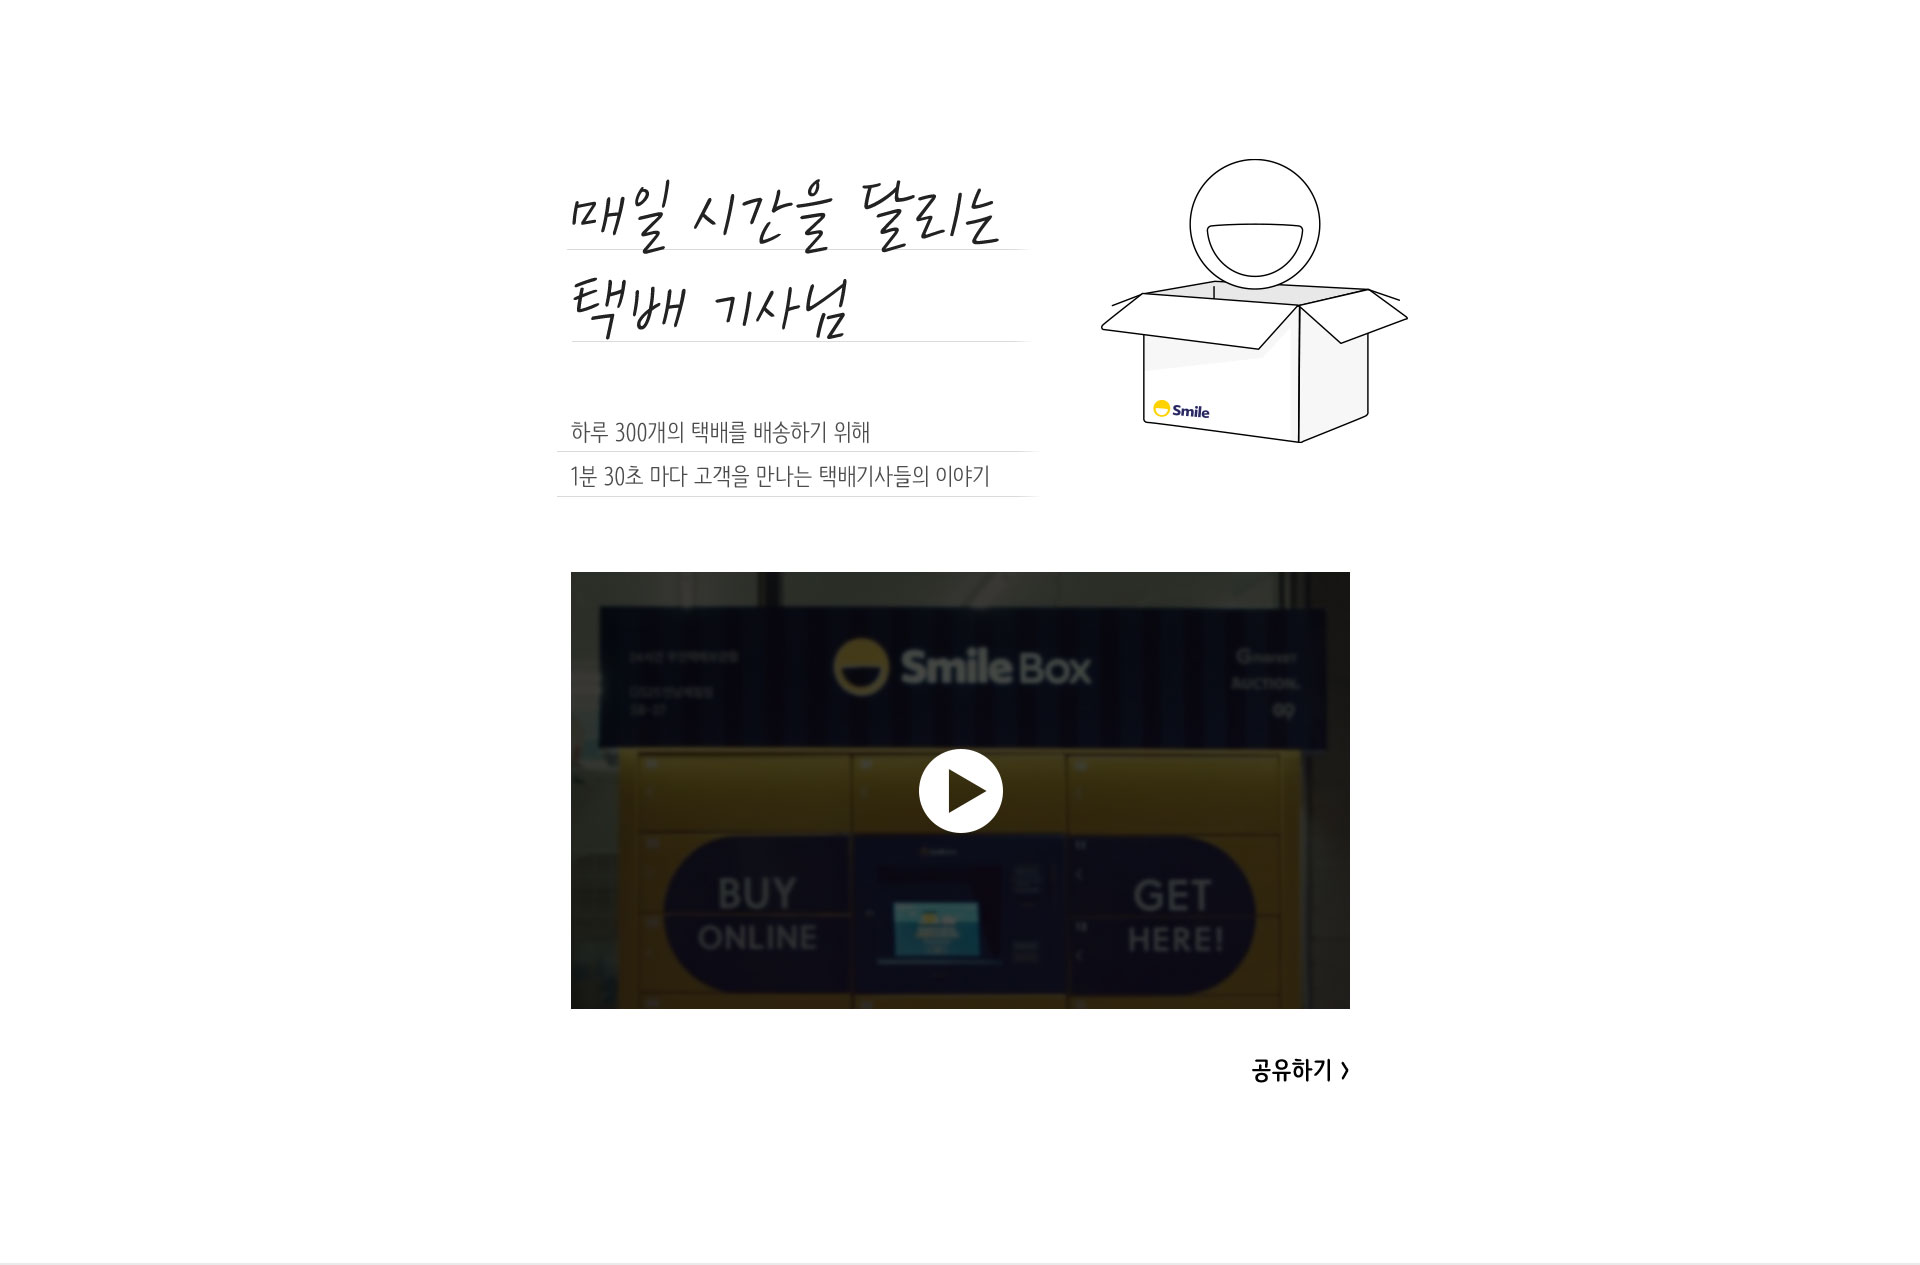 매일 시간을 달리는
택배 기사님
Smile
하루 300개의 택배를 배송하기 위해
1분 30초 마다 고객을 만나는 택배기사들의 이야기
Smile Box
Gmarket
AUCTION.
BUY
ONLINE
GET
HERE!
공유하기